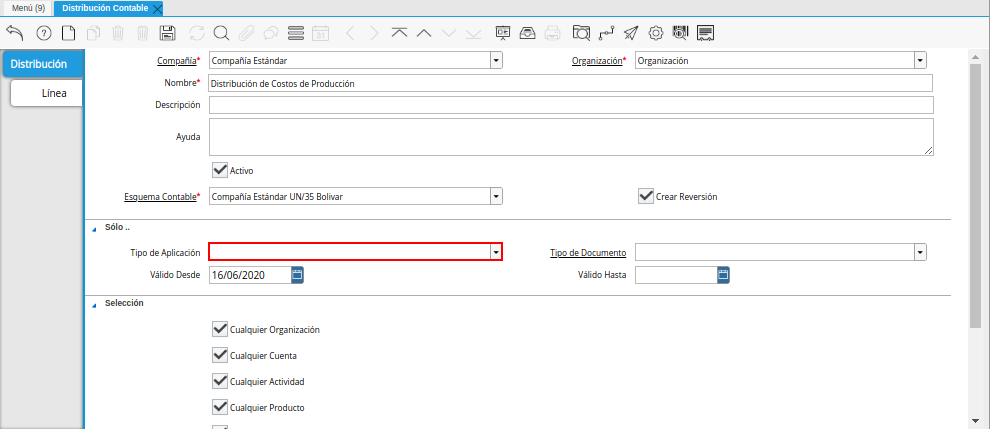 Menú (9) Distribución Contable
Distribución
Línea
Compañía* Compañía Estándar Organización* Organización
Nombre* Distribución de Costos de Producción
Descripción
Ayuda
Activo
Esquema Contable* Compañía Estándar UN/35 Bolivar Crear Reversión
Sólo ..
Tipo de Aplicación Tipo de Documento
Válido Desde 16/06/2020 Válido Hasta
Selección
Cualquier Organización
Cualquier Cuenta
Cualquier Actividad
Cualquier Producto